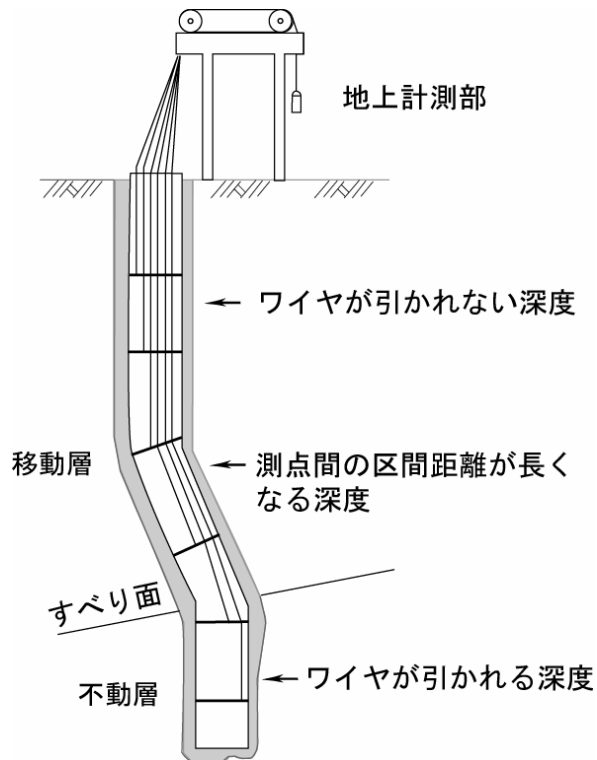 地上計測部
ワイヤが引かれない深度
移動層
測点間の区間距離が長く
なる深度
すべり面
ワイヤが引かれる深度
不動層